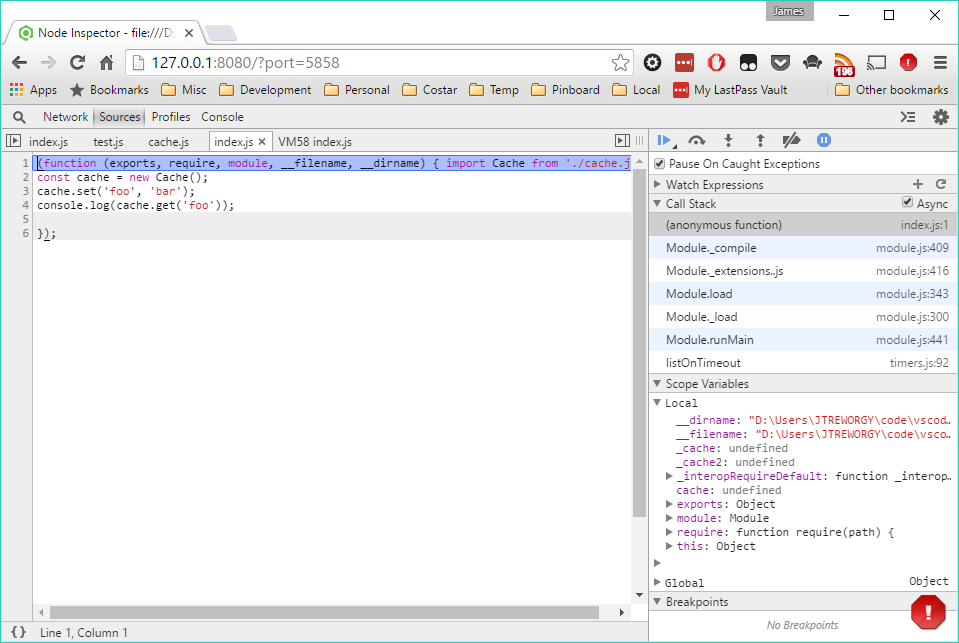 James
Node Inspector - file:///D:
127.0.0.1:8080/?port=5858
196
Apps Bookmarks Misc Development Personal Costar Temp Pinboard Local My LastPass Vault Other bookmarks
Network Sources Profiles Console
index.js test.js cache.js index.js VM58 index.js
Pause On Caught Exceptions
1 (function (exports, require, module, __filename, __dirname) { import Cache from './cache.j
2 const cache = new Cache();
3 cache.set('foo', 'bar');
4 console.log(cache.get('foo'));
5
6 });
Watch Expressions
Call Stack Async
(anonymous function) index.js:1
Module._compile module.js:409
Module._extensions..js module.js:416
Module.load module.js:343
Module._load module.js:300
Module.runMain module.js:441
listOnTimeout timers.js:92
Scope Variables
Local
__dirname: "D:\Users\JTREWORGY\code\vscod…
__filename: "D:\Users\JTREWORGY\code\vsco…
_cache: undefined
_cache2: undefined
_interopRequireDefault: function _interop…
cache: undefined
exports: Object
module: Module
require: function require(path) {
this: Object
Global Object
Breakpoints
No Breakpoints
{ } Line 1, Column 1